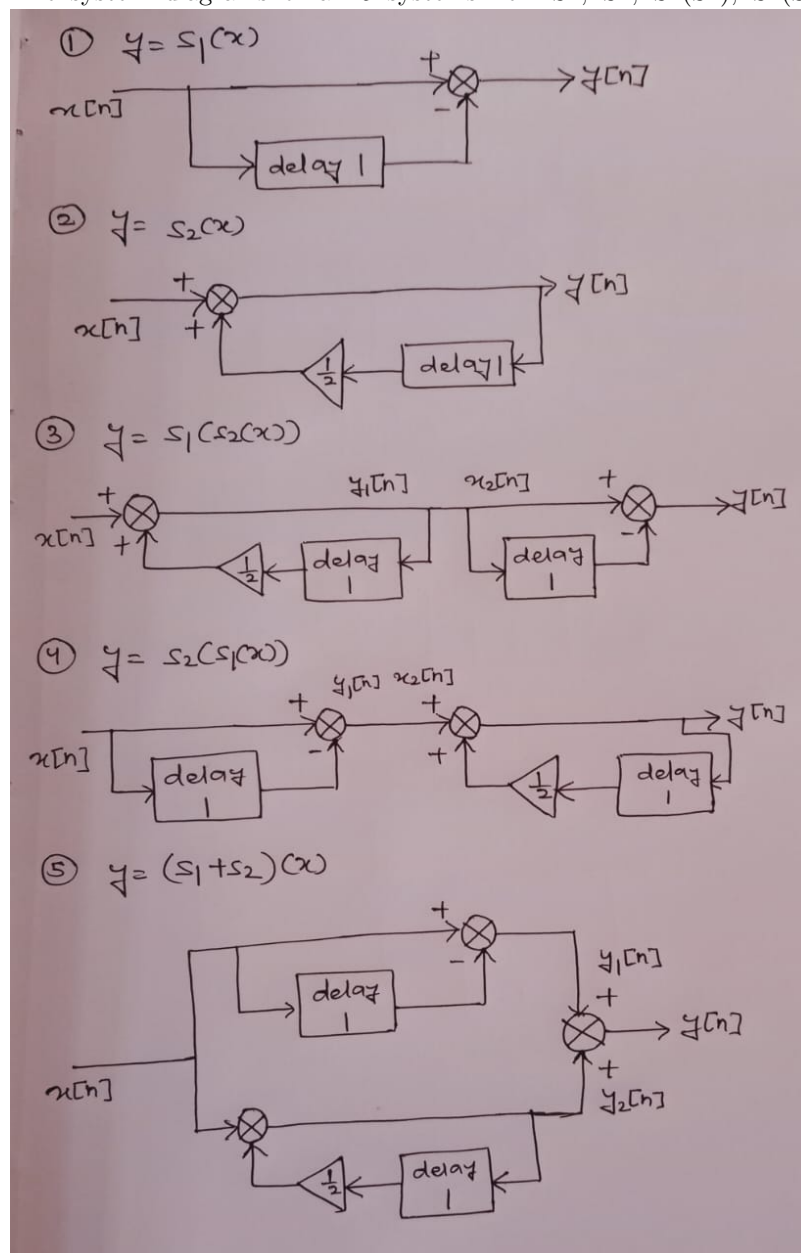 ① y = S1(x)
+
y[n]
x[n]
-
delay 1
② y = S2(x)
+
y[n]
x[n]
+
1/2
delay 1
③ y = S1(S2(x))
y1[n] x2[n]
+ +
y[n]
x[n]
+ -
1/2
delay 1
delay 1
④ y = S2(S1(x))
y1[n] x2[n]
+ +
y[n]
x[n]
- +
delay 1
1/2
delay 1
⑤ y = (S1+S2)(x)
+
-
y1[n]
delay 1
+
y[n]
x[n]
+
y2[n]
1/2
delay 1